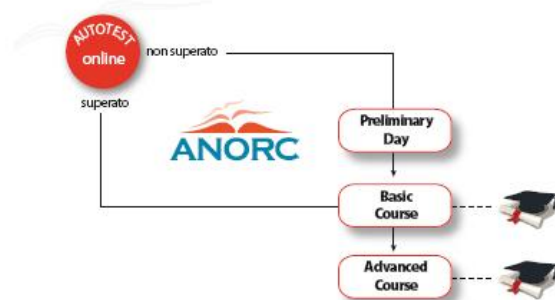 AUTOTEST
online
non superato
superato
ANORC
Preliminary
Day
Basic
Course
Advanced
Course